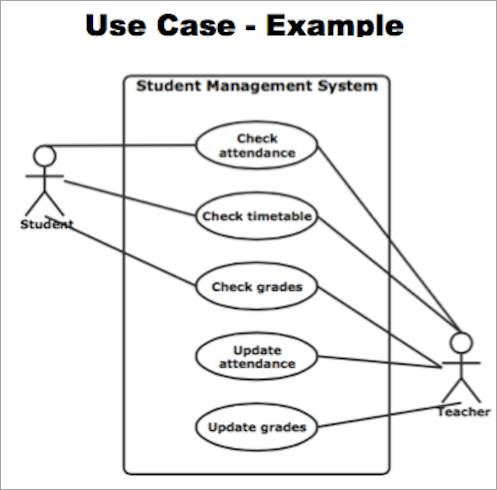 Use Case - Example
Student Management System
Check
attendance
Student
Check timetable
Check grades
Update
attendance
Teacher
Update grades